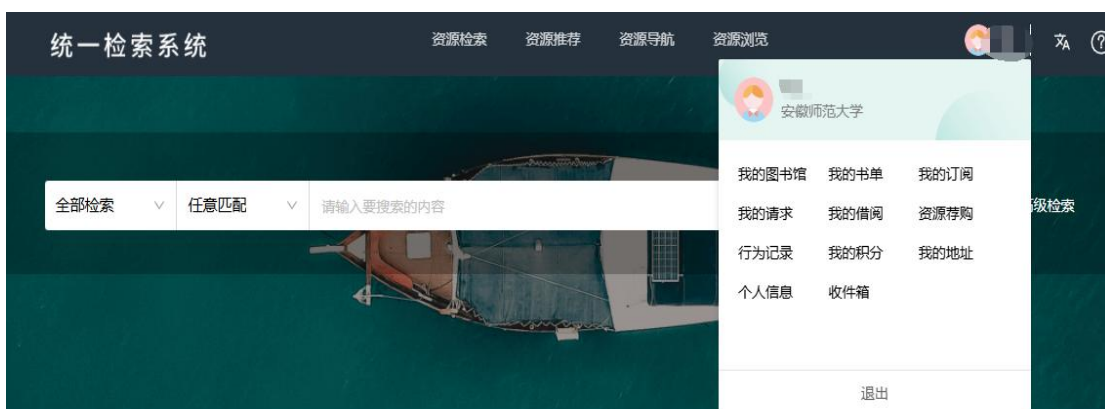 统一检索系统
资源检索 资源推荐 资源导航 资源浏览
安徽师范大学
全部检索 任意匹配 请输入要搜索的内容
级检索
我的图书馆 我的书单 我的订阅
我的请求 我的借阅 资源荐购
行为记录 我的积分 我的地址
个人信息 收件箱
退出